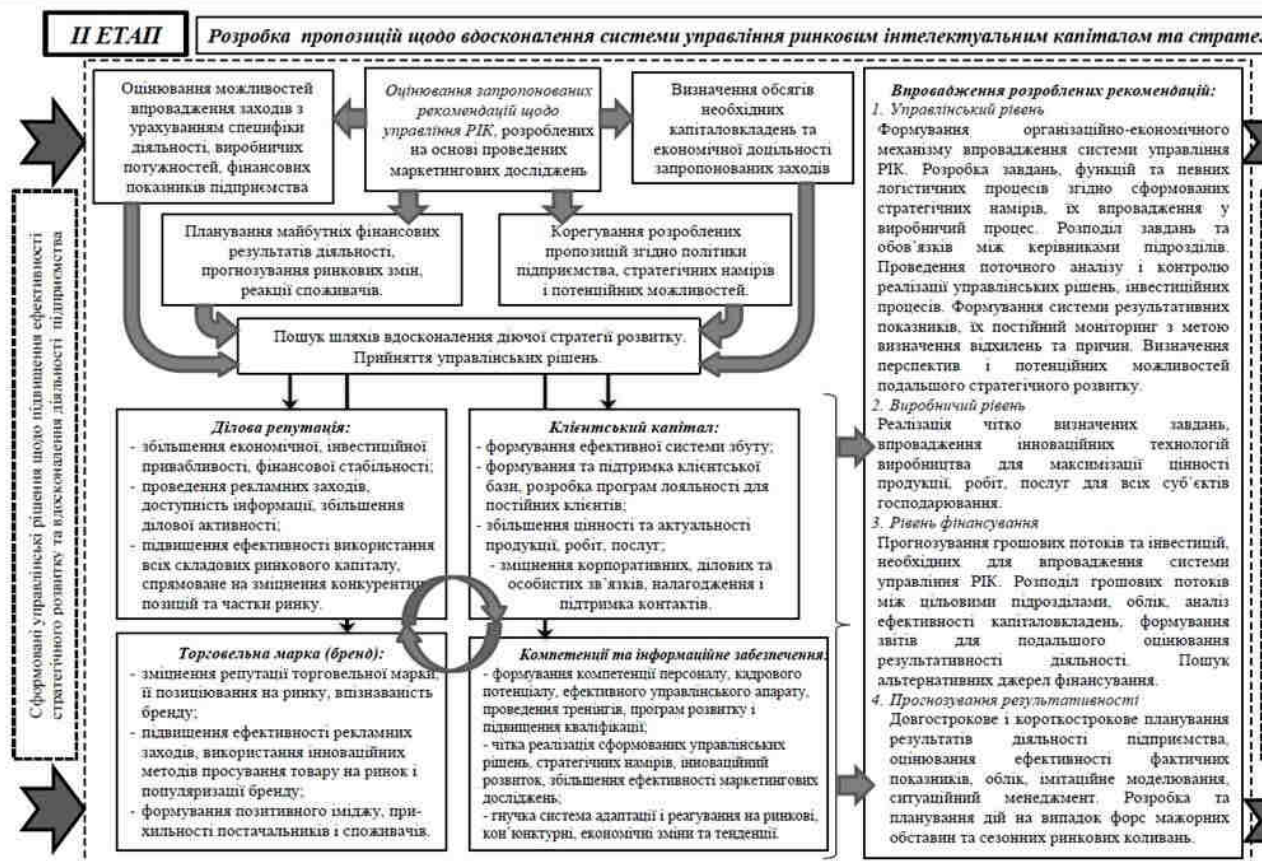 ІІ ЕТАП
Розробка пропозицій щодо вдосконалення системи управління ринковим інтелектуальним капіталом та
Сформовані управлінські рішення щодо підвищення ефективності
стратегічного розвитку та вдосконалення діяльності підприємства
Оцінювання можливостей
впровадження заходів з
урахуванням специфіки
діяльності, виробничих
потужностей, фінансових
показників підприємства
Оцінювання запропонованих
рекомендацій щодо
управління РІК, розроблених
на основі проведених
маркетингових досліджень
Визначення обсягів
необхідних
капіталовкладень та
економічної доцільності
запропонованих заходів
Планування майбутніх фінансових
результатів діяльності,
прогнозування ринкових змін,
реакції споживачів.
Корегування розроблених
пропозицій згідно політики
підприємства, стратегічних намірів
і потенційних можливостей.
Пошук шляхів вдосконалення діючої стратегії розвитку.
Прийняття управлінських рішень.
Ділова репутація:
- збільшення економічної, інвестиційної
привабливості, фінансової стабільності;
- проведення рекламних заходів,
доступність інформації, збільшення
ділової активності;
- підвищення ефективності використання
всіх складових ринкового капіталу,
спрямоване на зміцнення
позицій та частки ринку.
Клієнтський капітал:
- формування ефективної системи збуту;
- формування та підтримка клієнтської
бази, розробка програм лояльності для
постійних клієнтів;
- збільшення цінності та актуальності
продукції, робіт, послуг;
- зміцнення корпоративних, ділових та
особистих зв’язків, налагодження і
підтримка контактів.
Торговельна марка (бренд):
- зміцнення репутації торговельної марки,
її позиціювання на ринку, впізнаваність
бренду;
- підвищення ефективності рекламних
заходів, використання інноваційних
методів просування товару на ринок і
популяризації бренду;
- формування позитивного іміджу, при-
хильності постачальників і споживачів.
Компетенції та інформаційне забезпечення:
- формування компетенції персоналу, кадрового
потенціалу, ефективного управлінського апарату,
проведення тренінгів, програм розвитку і
підвищення кваліфікації;
- чітка реалізація сформованих управлінських
рішень, стратегічних намірів, інноваційний
розвиток, збільшення ефективності маркетингових
досліджень;
- гнучка система адаптації і реагування на ринкові,
кон’юнктурні, економічні зміни та тенденції.
Впровадження розроблених рекомендацій:
1. Управлінський рівень
Формування організаційно-економічного
механізму впровадження системи управління
РІК. Розробка завдань, функцій та певних
логістичних процесів згідно сформованих
стратегічних намірів, їх впровадження у
виробничий процес. Розподіл завдань та
обов’язків між керівниками підрозділів.
Проведення поточного аналізу і контролю
реалізації управлінських рішень, інвестиційних
процесів. Формування системи результативних
показників, їх постійний моніторинг з метою
визначення відхилень та причин. Визначення
перспектив і потенційних можливостей
подальшого стратегічного розвитку.
2. Виробничий рівень
Реалізація чітко визначених завдань,
впровадження інноваційних технологій
виробництва для максимізації цінності
продукції, робіт, послуг для всіх суб’єктів
господарювання.
3. Рівень фінансування
Прогнозування грошових потоків та інвестицій,
необхідних для впровадження системи
управління РІК. Розподіл грошових потоків
між цільовими підрозділами, облік, аналіз
ефективності капіталовкладень, формування
звітів для подальшого оцінювання
результативності діяльності. Пошук
альтернативних джерел фінансування.
4. Прогнозування результативності
Довгострокове і короткострокове планування
результатів діяльності підприємства,
оцінювання ефективності фактичних
показників, облік, імітаційне моделювання,
ситуаційний менеджмент. Розробка та
планування дій на випадок форс мажорних
обставин та сезонних ринкових коливань.